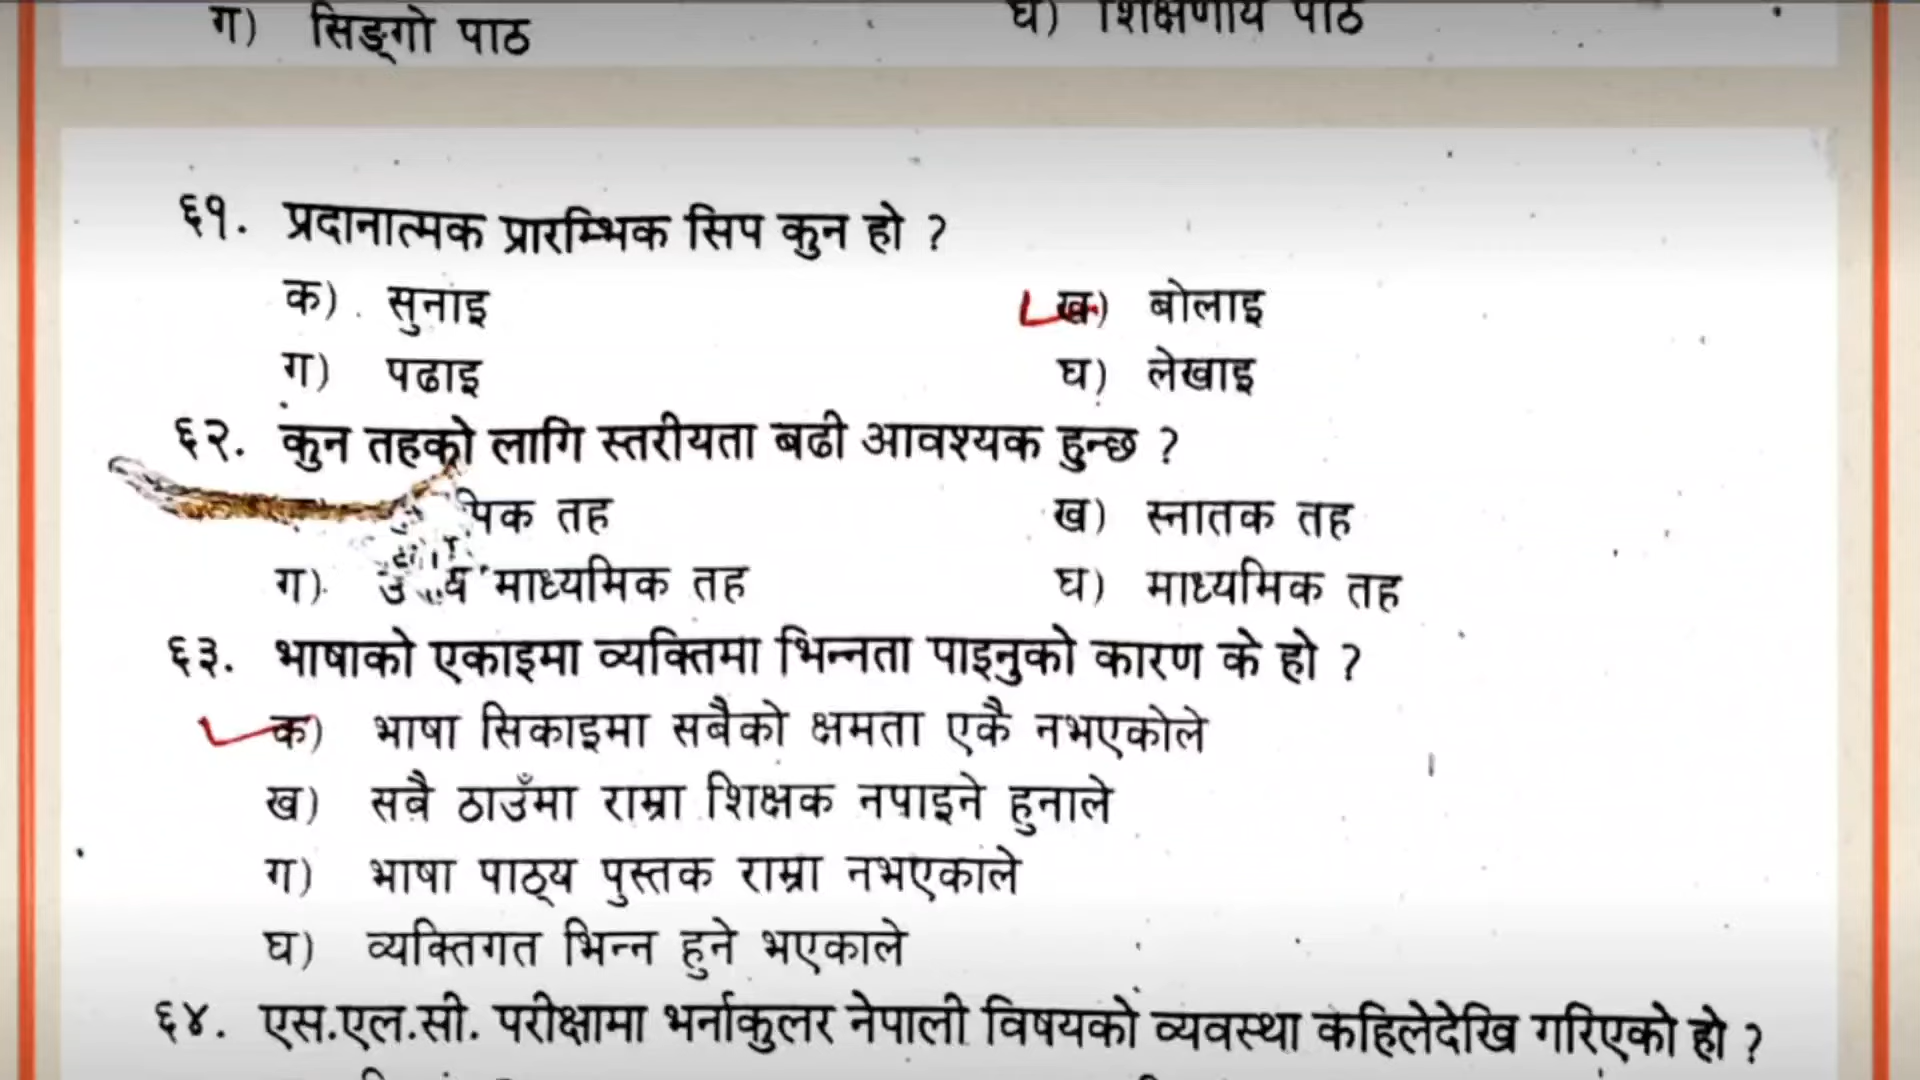 ग) सिङ्गो पाठ घ) शिक्षणीय पाठ
६१. प्रदानात्मक प्रारम्भिक सिप कुन हो ?
क) सुनाइ ख) बोलाइ
ग) पढाइ घ) लेखाइ
६२. कुन तहको लागि स्तरीयता बढी आवश्यक हुन्छ ?
तह ख) स्नातक तह
ग) माध्यमिक तह घ) माध्यमिक तह
६३. भाषाको एकाइमा व्यक्तिमा भिन्नता पाइनुको कारण के हो ?
क) भाषा सिकाइमा सबैको क्षमता एकै नभएकोले
ख) सबै ठाउँमा राम्रा शिक्षक नपाइने हुनाले
ग) भाषा पाठ्य पुस्तक राम्रा नभएकाले
घ) व्यक्तिगत भिन्न हुने भएकाले
६४. एस.एल.सी. परीक्षामा भर्नाकुलर नेपाली विषयको व्यवस्था कहिलेदेखि गरिएको हो ?